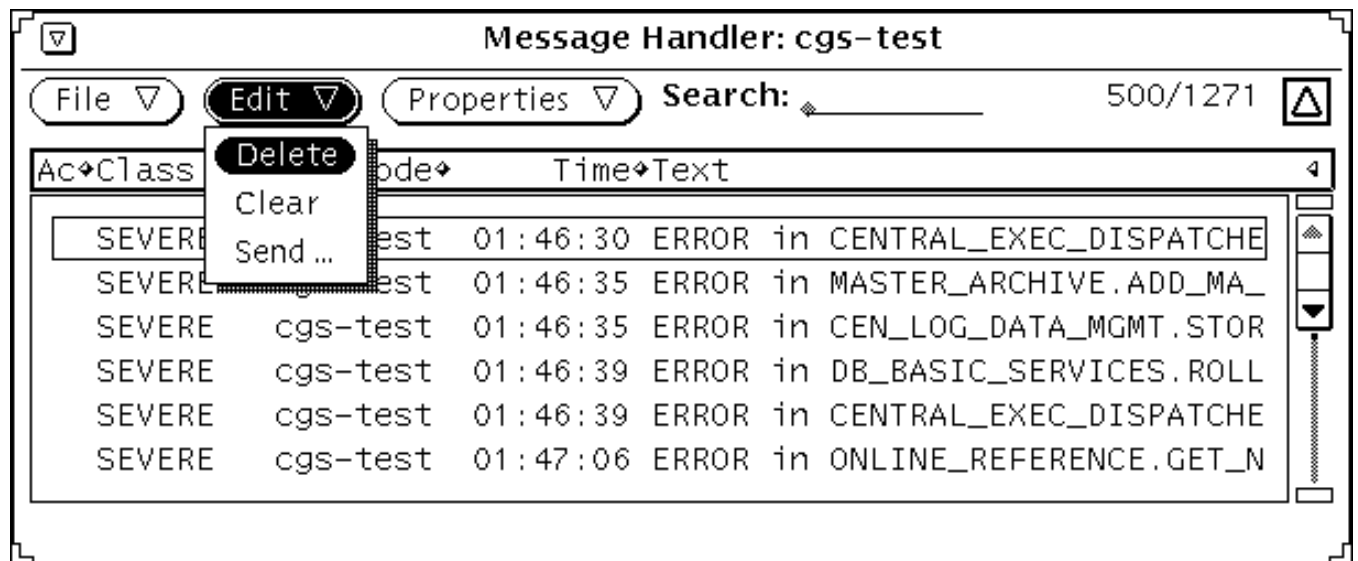 Message Handler: cgs-test
File Edit Properties Search: 500/1271
Delete
Ac Class ode Time Text
Clear
SEVERE est 01:46:30 ERROR in CENTRAL_EXEC_DISPATCHE
Send ...
SEVERE est 01:46:35 ERROR in MASTER_ARCHIVE.ADD_MA_
SEVERE cgs-test 01:46:35 ERROR in CEN_LOG_DATA_MGMT.STOR
SEVERE cgs-test 01:46:39 ERROR in DB_BASIC_SERVICES.ROLL
SEVERE cgs-test 01:46:39 ERROR in CENTRAL_EXEC_DISPATCHE
SEVERE cgs-test 01:47:06 ERROR in ONLINE_REFERENCE.GET_N